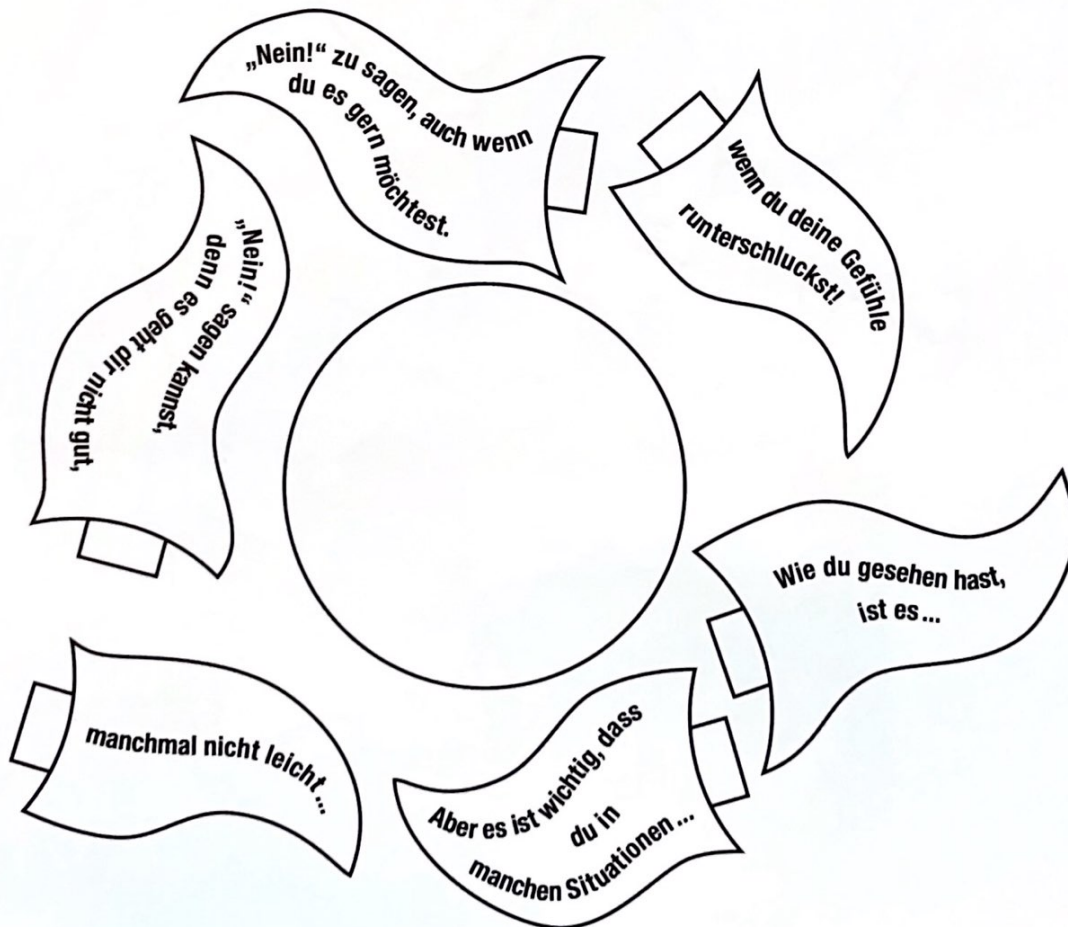 „Nein!“ zu sagen, auch wenn
du es gern möchtest.
wenn du deine Gefühle
runterschluckst!
„Nein!“ sagen kannst,
denn es geht dir nicht gut,
Wie du gesehen hast,
ist es ...
manchmal nicht leicht ...
Aber es ist wichtig, dass
du in
manchen Situationen ...